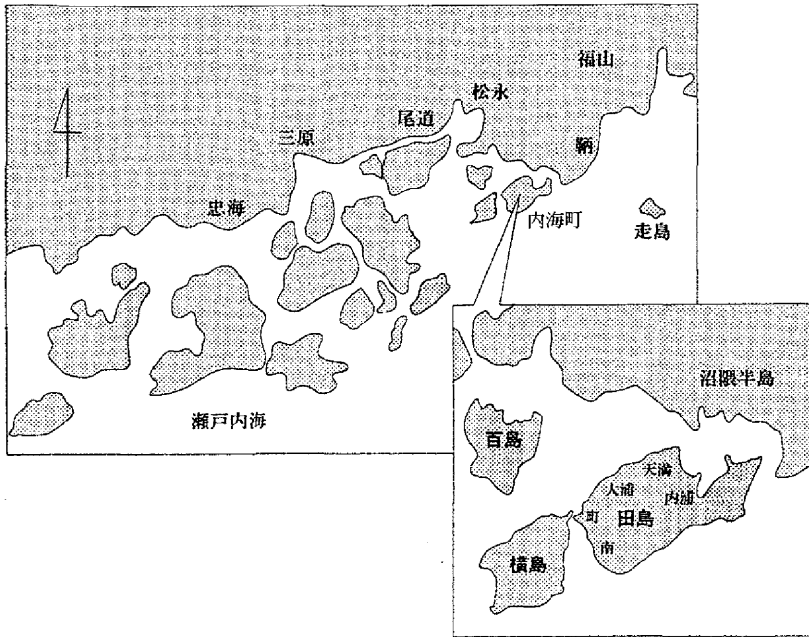 福山
松永
尾道
三原
鞆
忠海
内海町
走島
瀬戸内海
沼隈半島
百島
天満
大浦
内浦
町
田島
南
横島